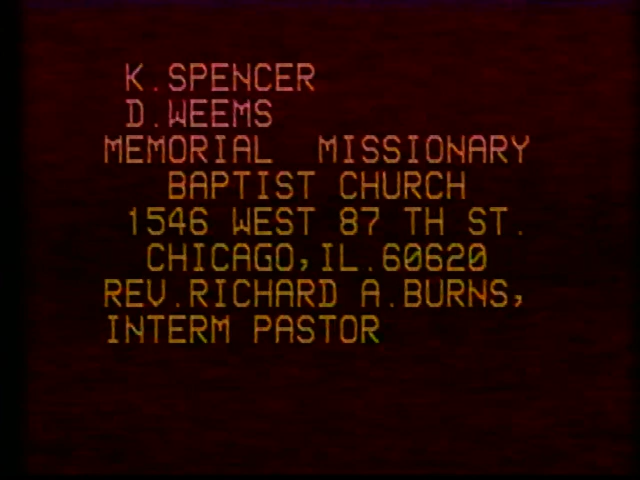 K.SPENCER
D.WEEMS
MEMORIAL MISSIONARY
BAPTIST CHURCH
1546 WEST 87 TH ST.
CHICAGO,IL.60620
REV.RICHARD A.BURNS,
INTERM PASTOR